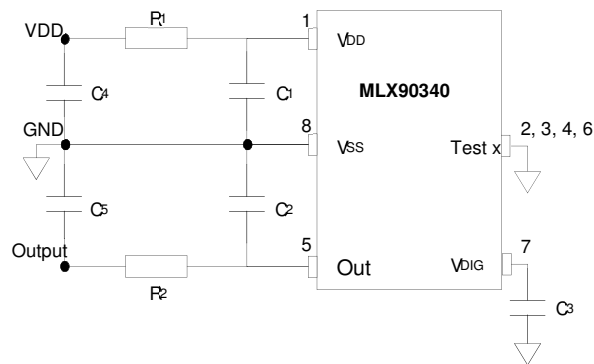 R1
VDD
1
VDD
MLX90340
C4
C1
GND
8
VSS
2, 3, 4, 6
Test x
C5
C2
Output
5
Out
7
VDIG
R2
C3